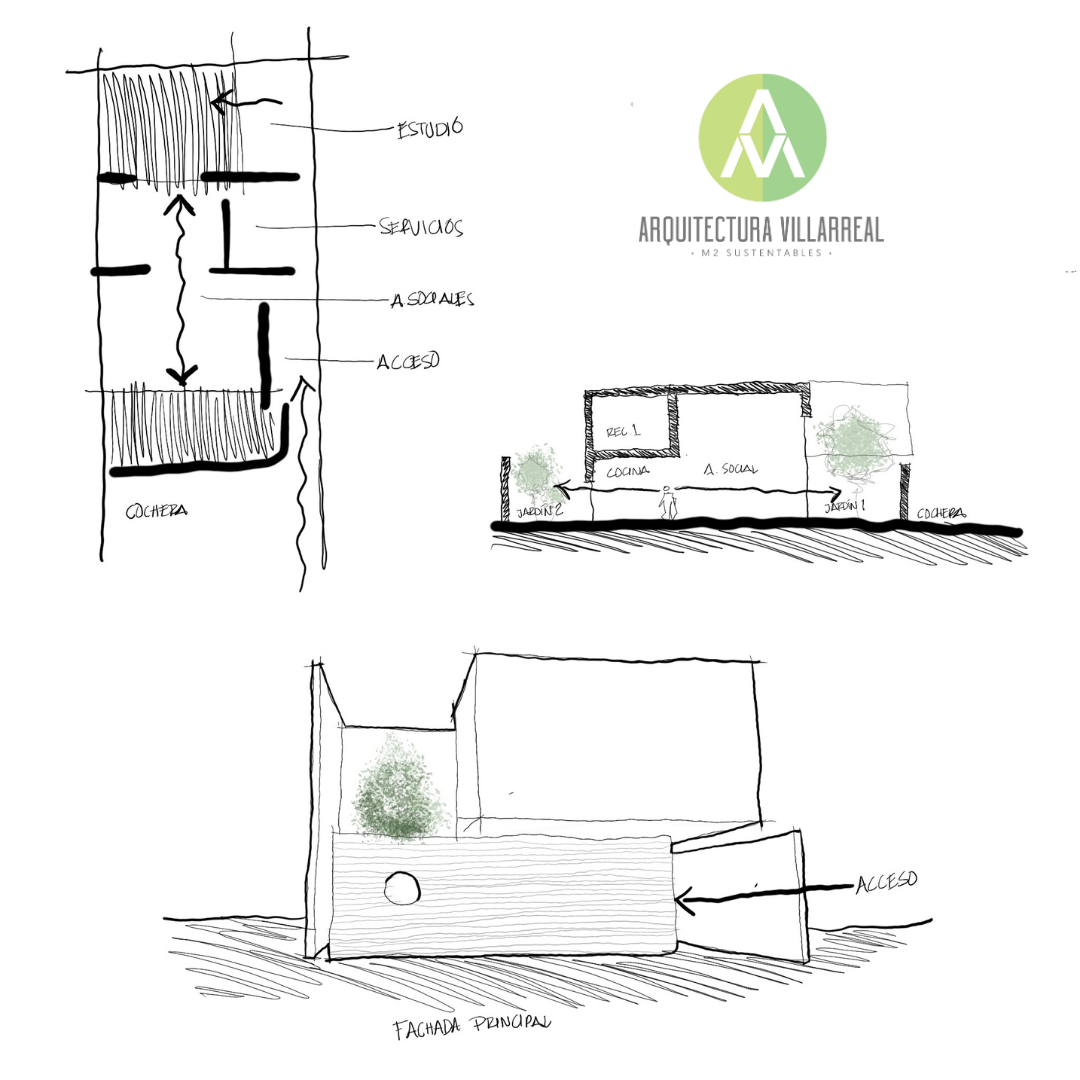 ESTUDIO
SERVICIOS
A. SOCIALES
ACCESO
COCHERA
ARQUITECTURA VILLARREAL
• M2 SUSTENTABLES •
REC 1
COCINA
A. SOCIAL
JARDÍN 2
JARDÍN 1
COCHERA
ACCESO
FACHADA PRINCIPAL